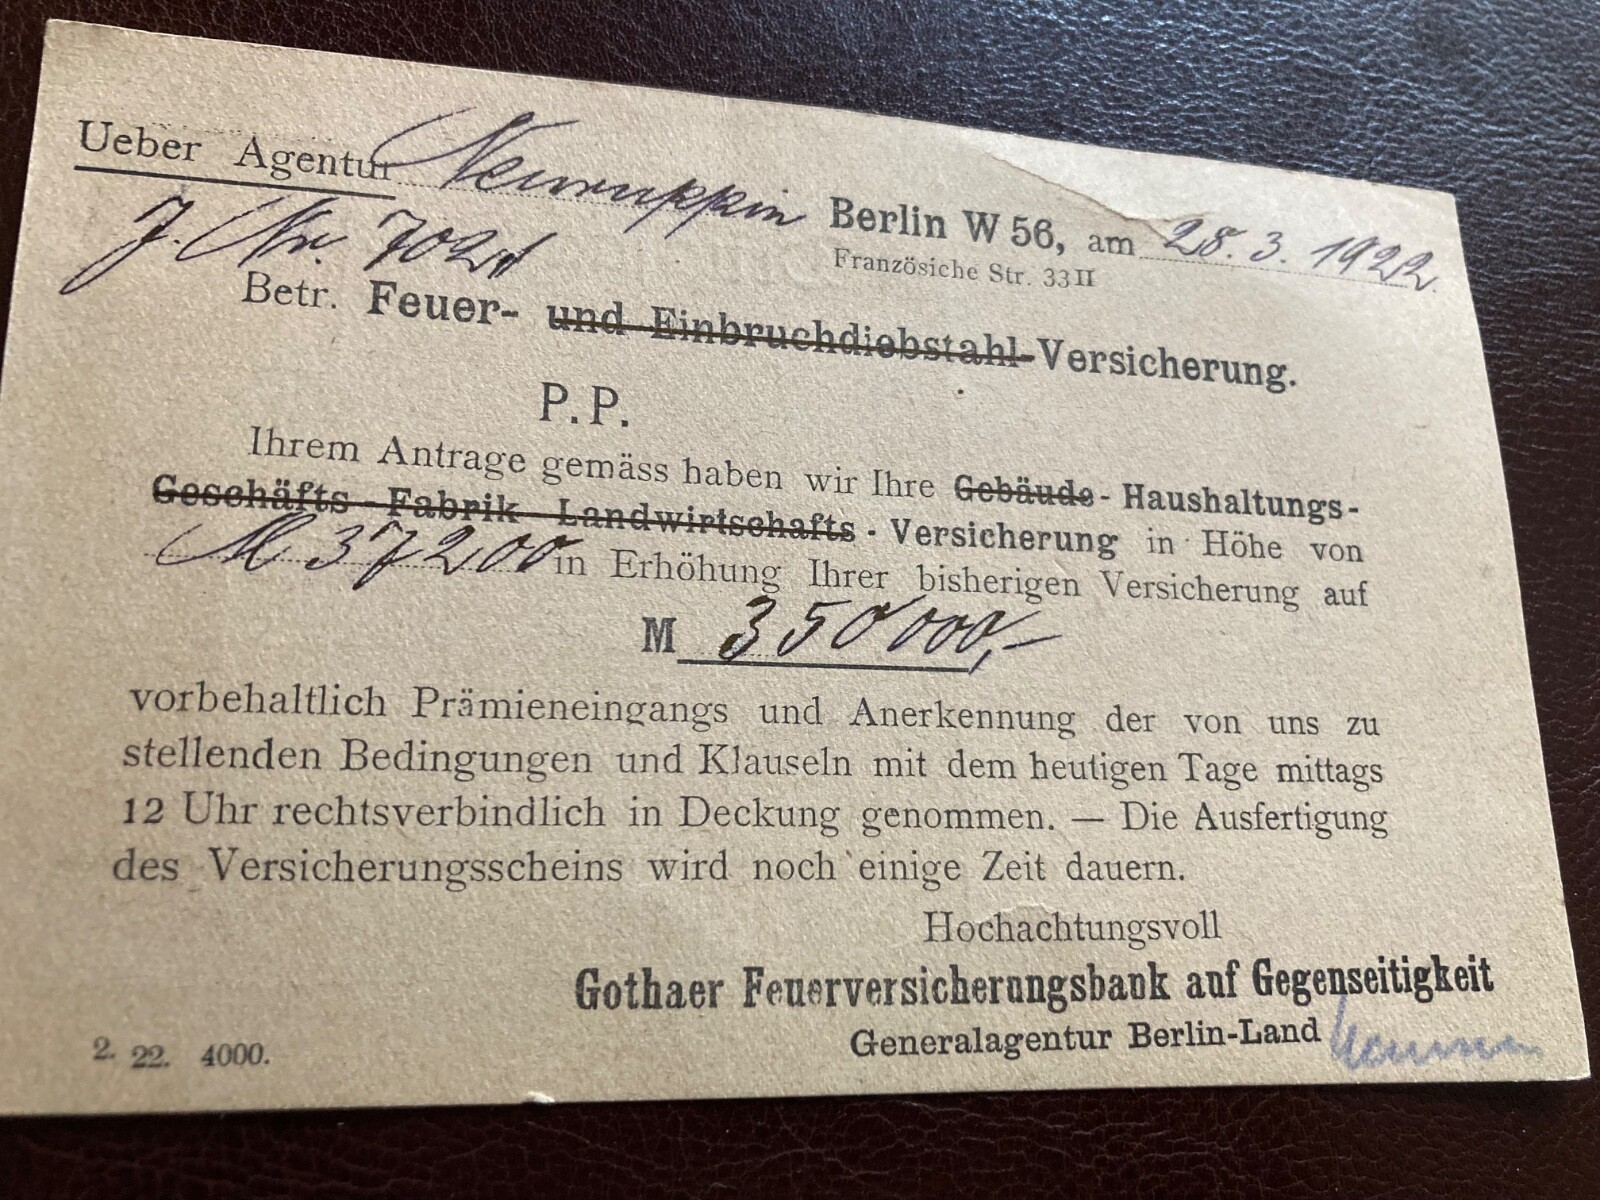 Ueber Agentur Neuruppin Berlin W 56, am 28. 3. 1922
J. Nr. 7021 Französiche Str. 33 II
Betr. Feuer- und Einbruchdiebstahl-Versicherung.
P. P.
Ihrem Antrage gemäss haben wir Ihre Gebäude - Haushaltungs-
Geschäfts - Fabrik - Landwirtschafts - Versicherung in Höhe von
M 37200 in Erhöhung Ihrer bisherigen Versicherung auf
M 350000,-
vorbehaltlich Prämieneingangs und Anerkennung der von uns zu
stellenden Bedingungen und Klauseln mit dem heutigen Tage mittags
12 Uhr rechtsverbindlich in Deckung genommen. — Die Ausfertigung
des Versicherungsscheins wird noch einige Zeit dauern.
Hochachtungsvoll
Gothaer Feuerversicherungsbank auf Gegenseitigkeit
Generalagentur Berlin-Land
2. 22. 4000.